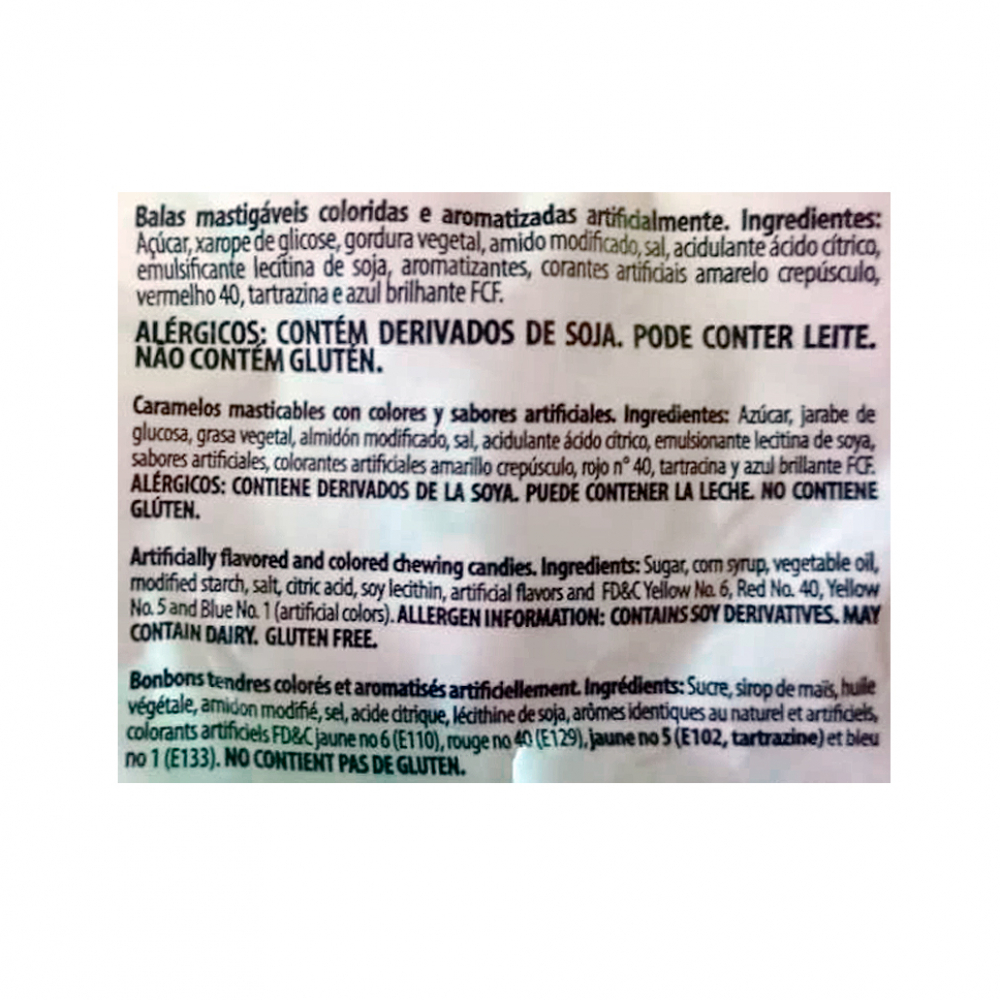 Balas mastigáveis coloridas e aromatizadas artificialmente. Ingredientes:
Açúcar, xarope de glicose, gordura vegetal, amido modificado, sal, acidulante ácido cítrico,
emulsificante lecitina de soja, aromatizantes, corantes artificiais amarelo crepúsculo,
vermelho 40, tartrazina e azul brilhante FCF.
ALÉRGICOS: CONTÉM DERIVADOS DE SOJA. PODE CONTER LEITE.
NÃO CONTÉM GLUTÉN.
Caramelos masticables con colores y sabores artificiales. Ingredientes: Azúcar, jarabe de
glucosa, grasa vegetal, almidón modificado, sal, acidulante ácido cítrico, emulsionante lecitina de soya,
sabores artificiales, colorantes artificiales amarillo crepúsculo, rojo n° 40, tartracina y azul brillante FCF.
ALÉRGICOS: CONTIENE DERIVADOS DE LA SOYA. PUEDE CONTENER LA LECHE. NO CONTIENE
GLÚTEN.
Artificially flavored and colored chewing candies. Ingredients: Sugar, corn syrup, vegetable oil,
modified starch, salt, citric acid, soy lecithin, artificial flavors and FD&C Yellow No. 6, Red No. 40, Yellow
No. 5 and Blue No. 1 (artificial colors). ALLERGEN INFORMATION: CONTAINS SOY DERIVATIVES. MAY
CONTAIN DAIRY. GLUTEN FREE.
Bonbons tendres colorés et aromatisés artificiellement. Ingrédients: Sucre, sirop de maïs, huile
végétale, amidon modifié, sel, acide citrique, lécithine de soja, arômes identiques au naturel et artificiels,
colorants artificiels FD&C jaune no 6 (E110), rouge no 40 (E129), jaune no 5 (E102, tartrazine) et bleu
no 1 (E133). NO CONTIENT PAS DE GLUTEN.